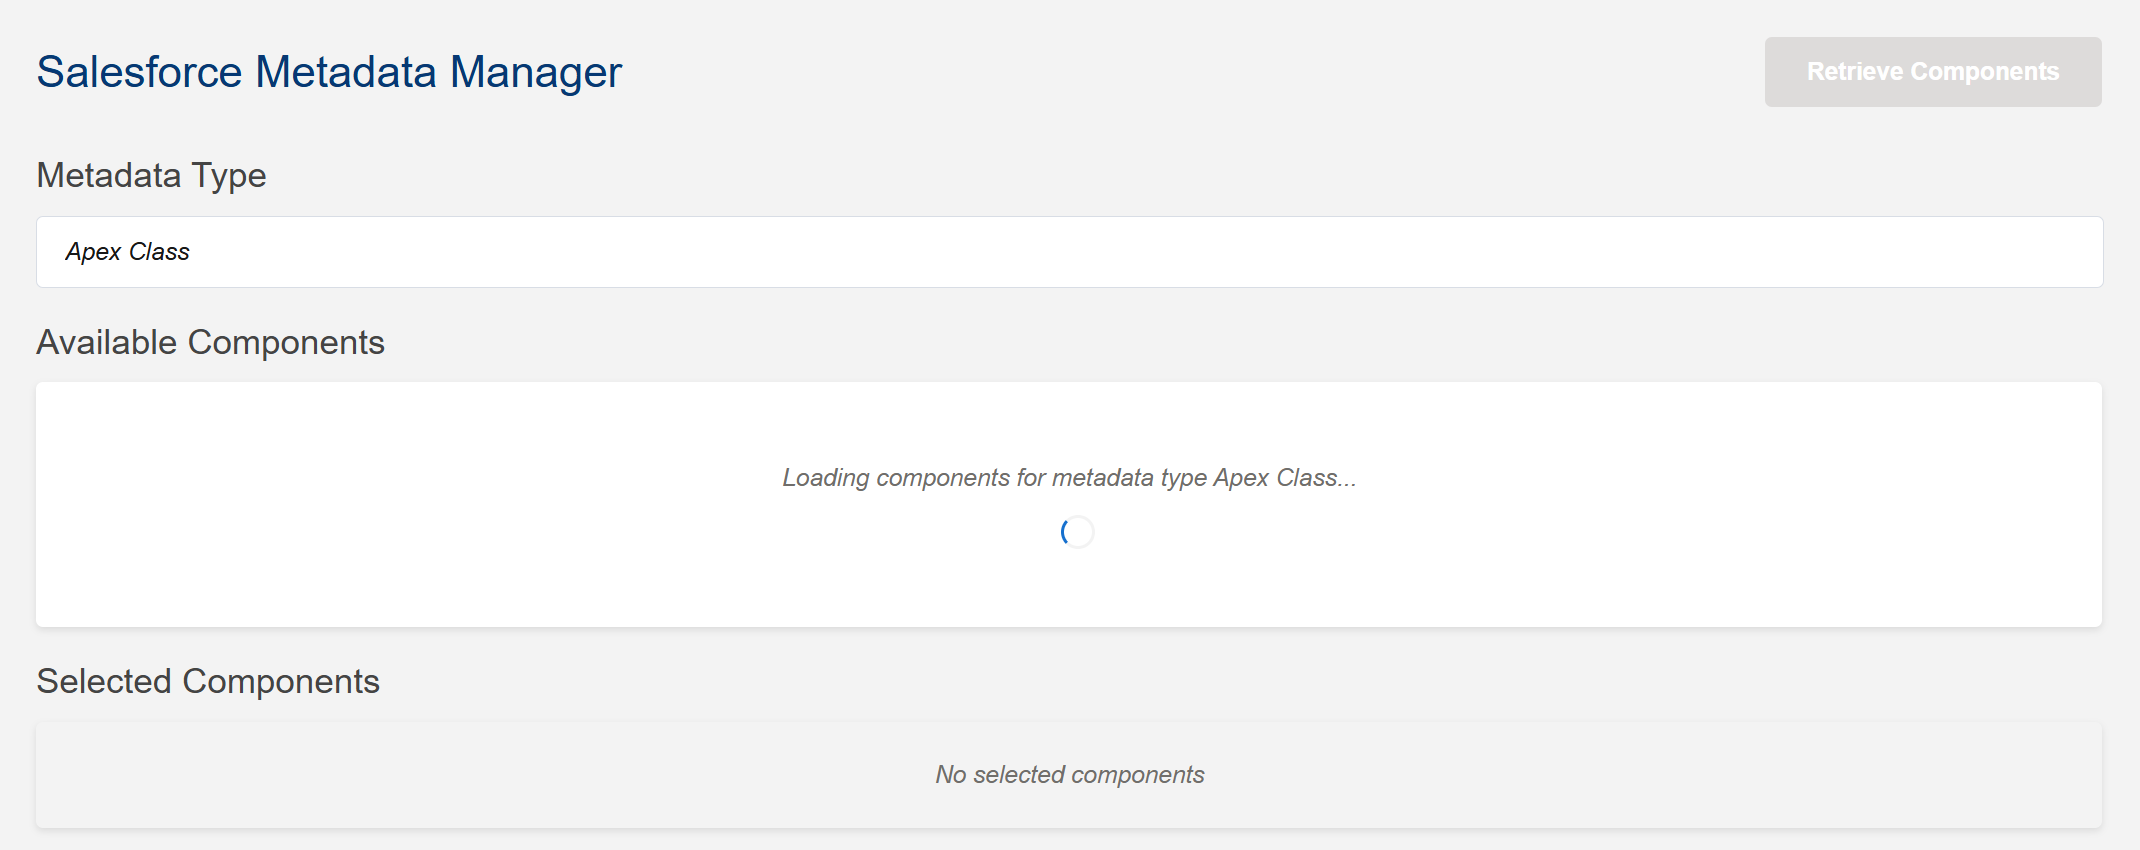 Salesforce Metadata Manager
Retrieve Components
Metadata Type
Apex Class
Available Components
Loading components for metadata type Apex Class...
Selected Components
No selected components